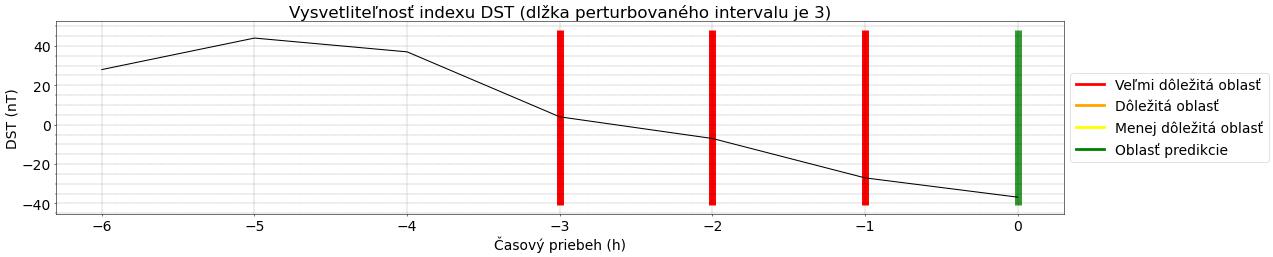 Vysvetliteľnosť indexu DST (dĺžka perturbovaného intervalu je 3)
DST (nT)
40
20
0
−20
−40
−6 −5 −4 −3 −2 −1 0
Časový priebeh (h)
Veľmi dôležitá oblasť
Dôležitá oblasť
Menej dôležitá oblasť
Oblasť predikcie